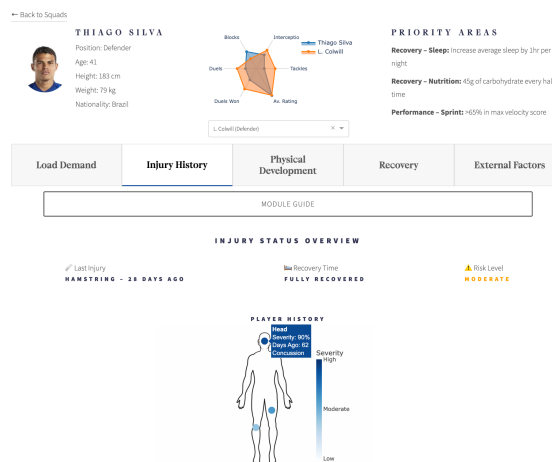 ← Back to Squads
THIAGO SILVA
Position: Defender
Age: 41
Height: 183 cm
Weight: 79 kg
Nationality: Brazil
Blocks
Interceptio
Duels
Tackles
Duels Won
Av. Rating
Thiago Silva
L. Colwill
L. Colwill (Defender)
PRIORITY AREAS
Recovery – Sleep: Increase average sleep by 1hr per
night
Recovery – Nutrition: 45g of carbohydrate every hal
time
Performance – Sprint: >65% in max velocity score
Load Demand
Injury History
Physical
Development
Recovery
External Factors
MODULE GUIDE
INJURY STATUS OVERVIEW
Last Injury
HAMSTRING – 28 DAYS AGO
Recovery Time
FULLY RECOVERED
Risk Level
MODERATE
PLAYER HISTORY
Head
Severity: 90%
Days Ago: 62
Concussion
Severity
High
Moderate
Low